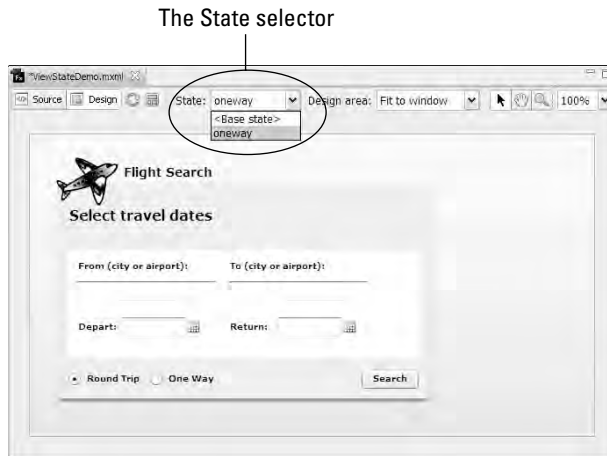 The State selector
*ViewStateDemo.mxml
Source Design State: oneway Design area: Fit to window 100%
<Base state>
oneway
Flight Search
Select travel dates
From (city or airport): To (city or airport):
Depart: Return:
Round Trip One Way Search